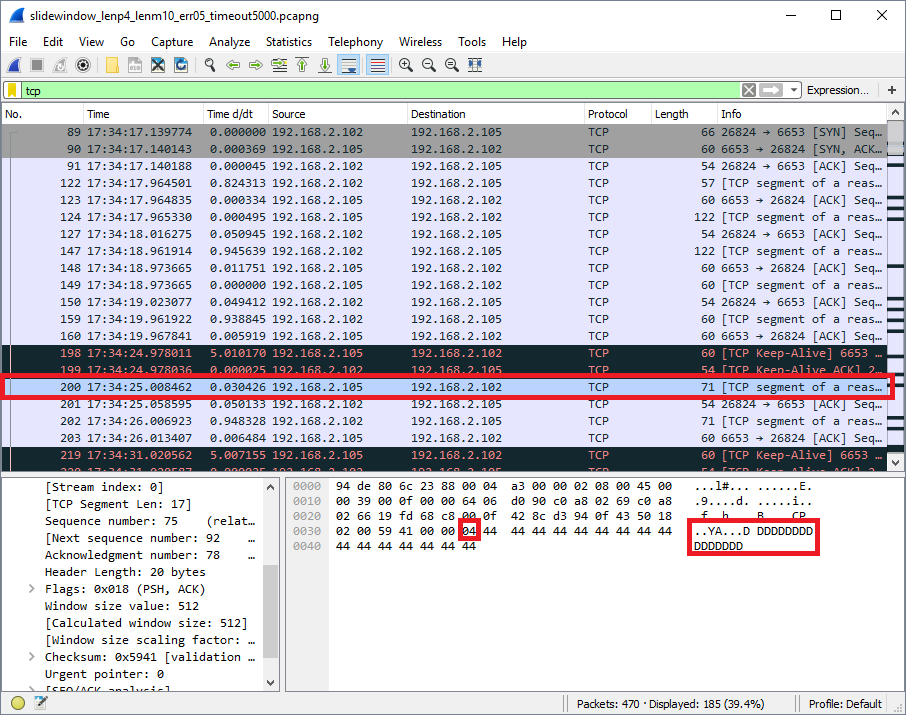 slidewindow_lenp4_lenm10_err05_timeout5000.pcapng
File Edit View Go Capture Analyze Statistics Telephony Wireless Tools Help
tcp Expression... +
No. Time Time d/dt Source Destination Protocol Length Info
89 17:34:17.139774 0.000000 192.168.2.102 192.168.2.105 TCP 66 26824 → 6653 [SYN] Seq…
90 17:34:17.140143 0.000369 192.168.2.105 192.168.2.102 TCP 60 6653 → 26824 [SYN, ACK…
91 17:34:17.140188 0.000045 192.168.2.102 192.168.2.105 TCP 54 26824 → 6653 [ACK] Seq…
122 17:34:17.964501 0.824313 192.168.2.102 192.168.2.105 TCP 57 [TCP segment of a reas…
123 17:34:17.964835 0.000334 192.168.2.105 192.168.2.102 TCP 60 6653 → 26824 [ACK] Seq…
124 17:34:17.965330 0.000495 192.168.2.105 192.168.2.102 TCP 122 [TCP segment of a reas…
127 17:34:18.016275 0.050945 192.168.2.102 192.168.2.105 TCP 54 26824 → 6653 [ACK] Seq…
147 17:34:18.961914 0.945639 192.168.2.102 192.168.2.105 TCP 122 [TCP segment of a reas…
148 17:34:18.973665 0.011751 192.168.2.105 192.168.2.102 TCP 60 6653 → 26824 [ACK] Seq…
149 17:34:18.973665 0.000000 192.168.2.105 192.168.2.102 TCP 60 [TCP segment of a reas…
150 17:34:19.023077 0.049412 192.168.2.102 192.168.2.105 TCP 54 26824 → 6653 [ACK] Seq…
159 17:34:19.961922 0.938845 192.168.2.102 192.168.2.105 TCP 60 [TCP segment of a reas…
160 17:34:19.967841 0.005919 192.168.2.105 192.168.2.102 TCP 60 6653 → 26824 [ACK] Seq…
198 17:34:24.978011 5.010170 192.168.2.105 192.168.2.102 TCP 60 [TCP Keep-Alive] 6653 …
199 17:34:24.978036 0.000025 192.168.2.102 192.168.2.105 TCP 54 [TCP Keep-Alive ACK] 2…
200 17:34:25.008462 0.030426 192.168.2.105 192.168.2.102 TCP 71 [TCP segment of a reas…
201 17:34:25.058595 0.050133 192.168.2.102 192.168.2.105 TCP 54 26824 → 6653 [ACK] Seq…
202 17:34:26.006923 0.948328 192.168.2.102 192.168.2.105 TCP 71 [TCP segment of a reas…
203 17:34:26.013407 0.006484 192.168.2.105 192.168.2.102 TCP 60 6653 → 26824 [ACK] Seq…
219 17:34:31.020562 5.007155 192.168.2.105 192.168.2.102 TCP 60 [TCP Keep-Alive] 6653 …
[Stream index: 0]
[TCP Segment Len: 17]
Sequence number: 75 (relat…
[Next sequence number: 92 …
Acknowledgment number: 78 …
Header Length: 20 bytes
Flags: 0x018 (PSH, ACK)
Window size value: 512
[Calculated window size: 512]
[Window size scaling factor: …
Checksum: 0x5941 [validation …
Urgent pointer: 0
[SEQ/ACK analysis]
0000 94 de 80 6c 23 88 00 04 a3 00 00 02 08 00 45 00 ...l#... ......E.
0010 00 39 00 0f 00 00 64 06 d0 90 c0 a8 02 69 c0 a8 .9....d. .....i..
0020 02 66 19 fd 68 c8 00 0f 42 8c d3 94 0f 43 50 18 .f..h... B....CP.
0030 02 00 59 41 00 00 04 44 44 44 44 44 44 44 44 44 ..YA...D DDDDDDDD
0040 44 44 44 44 44 44 44 DDDDDDD
Packets: 470 · Displayed: 185 (39.4%) Profile: Default